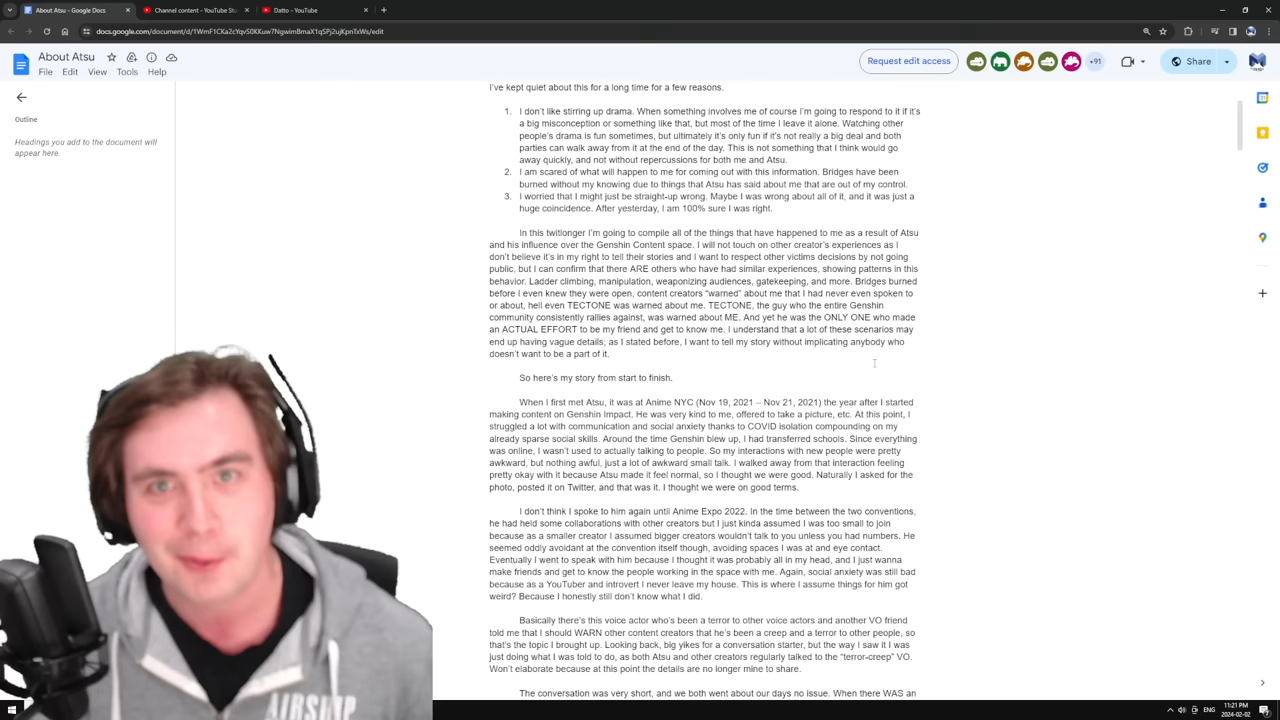 About Atsu - Google Docs
Channel content - YouTube St
Datto - YouTube
docs.google.com/document/d/1WmF1CKa2cYqvS0KKuw7NgwimBmaX1qSPj2ujKpnTxWs/edit
About Atsu
File Edit View Tools Help
Request edit access
+91
Share
Outline
Headings you add to the document will
appear here.
I've kept quiet about this for a long time for a few reasons.
1. I don't like stirring up drama. When something involves me of course I'm going to respond to it if it's
a big misconception or something like that, but most of the time I leave it alone. Watching other
people's drama is fun sometimes, but ultimately it's only fun if it's not really a big deal and both
parties can walk away from it at the end of the day. This is not something that I think would go
away quickly, and not without repercussions for both me and Atsu.
2. I am scared of what will happen to me for coming out with this information. Bridges have been
burned without my knowing due to things that Atsu has said about me that are out of my control.
3. I worried that I might just be straight-up wrong. Maybe I was wrong about all of it, and it was just a
huge coincidence. After yesterday, I am 100% sure I was right.
In this twitlonger I'm going to compile all of the things that have happened to me as a result of Atsu
and his influence over the Genshin Content space. I will not touch on other creator's experiences as I
don't believe it's in my right to tell their stories and I want to respect other victims decisions by not going
public, but I can confirm that there ARE others who have had similar experiences, showing patterns in this
behavior. Ladder climbing, manipulation, weaponizing audiences, gatekeeping, and more. Bridges burned
before I even knew they were open, content creators "warned" about me that I had never even spoken to
or about, hell even TECTONE was warned about me. TECTONE, the guy who the entire Genshin
community consistently rallies against, was warned about ME. And yet he was the ONLY ONE who made
an ACTUAL EFFORT to be my friend and get to know me. I understand that a lot of these scenarios may
end up having vague details; as I stated before, I want to tell my story without implicating anybody who
doesn't want to be a part of it.
So here's my story from start to finish.
When I first met Atsu, it was at Anime NYC (Nov 19, 2021 – Nov 21, 2021) the year after I started
making content on Genshin Impact. He was very kind to me, offered to take a picture, etc. At this point, I
struggled a lot with communication and social anxiety thanks to COVID isolation compounding on my
already sparse social skills. Around the time Genshin blew up, I had transferred schools. Since everything
was online, I wasn't used to actually talking to people. So my interactions with new people were pretty
awkward, but nothing awful, just a lot of awkward small talk. I walked away from that interaction feeling
pretty okay with it because Atsu made it feel normal, so I thought we were good. Naturally I asked for the
photo, posted it on Twitter, and that was it. I thought we were on good terms.
I don't think I spoke to him again until Anime Expo 2022. In the time between the two conventions,
he had held some collaborations with other creators but I just kinda assumed I was too small to join
because as a smaller creator I assumed bigger creators wouldn't talk to you unless you had numbers. He
seemed oddly avoidant at the convention itself though, avoiding spaces I was at and eye contact.
Eventually I went to speak with him because I thought it was probably all in my head, and I just wanna
make friends and get to know the people working in the space with me. Again, social anxiety was still bad
because as a YouTuber and introvert I never leave my house. This is where I assume things for him got
weird? Because I honestly still don't know what I did.
Basically there's this voice actor who's been a terror to other voice actors and another VO friend
told me that I should WARN other content creators that he's been a creep and a terror to other people, so
that's the topic I brought up. Looking back, big yikes for a conversation starter, but the way I saw it I was
just doing what I was told to do, as both Atsu and other creators regularly talked to the "terror-creep" VO.
Won't elaborate because at this point the details are no longer mine to share.
The conversation was very short, and we both went about our days no issue. When there WAS an
AIRSHIP
ENG
11:21 PM
2024-02-02